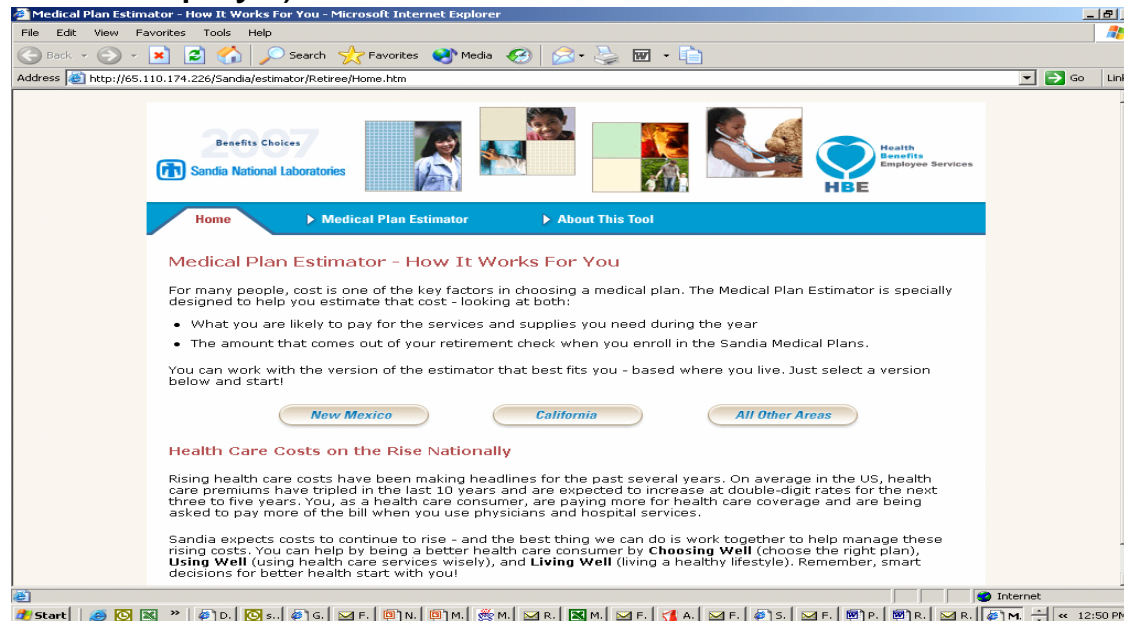 Medical Plan Estimator - How It Works For You - Microsoft Internet Explorer
File Edit View Favorites Tools Help
Back Search Favorites Media
Address http://65.110.174.226/Sandia/estimator/Retiree/Home.htm Go
2007
Benefits Choices
Sandia National Laboratories
Health
Benefits
Employee Services
HBE
Home Medical Plan Estimator About This Tool
Medical Plan Estimator - How It Works For You
For many people, cost is one of the key factors in choosing a medical plan. The Medical Plan Estimator is specially
designed to help you estimate that cost - looking at both:
• What you are likely to pay for the services and supplies you need during the year
• The amount that comes out of your retirement check when you enroll in the Sandia Medical Plans.
You can work with the version of the estimator that best fits you - based where you live. Just select a version
below and start!
New Mexico California All Other Areas
Health Care Costs on the Rise Nationally
Rising health care costs have been making headlines for the past several years. On average in the US, health
care premiums have tripled in the last 10 years and are expected to increase at double-digit rates for the next
three to five years. You, as a health care consumer, are paying more for health care coverage and are being
asked to pay more of the bill when you use physicians and hospital services.
Sandia expects costs to continue to rise - and the best thing we can do is work together to help manage these
rising costs. You can help by being a better health care consumer by Choosing Well (choose the right plan),
Using Well (using health care services wisely), and Living Well (living a healthy lifestyle). Remember, smart
decisions for better health start with you!
Internet
Start D. s.. G. F. N. M. M. R. M. F. A. F. S. F. P. R. R. M. 12:50 PM